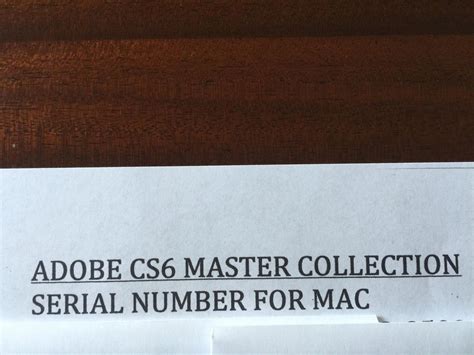 ADOBE CS6 MASTER COLLECTION
SERIAL NUMBER FOR MAC